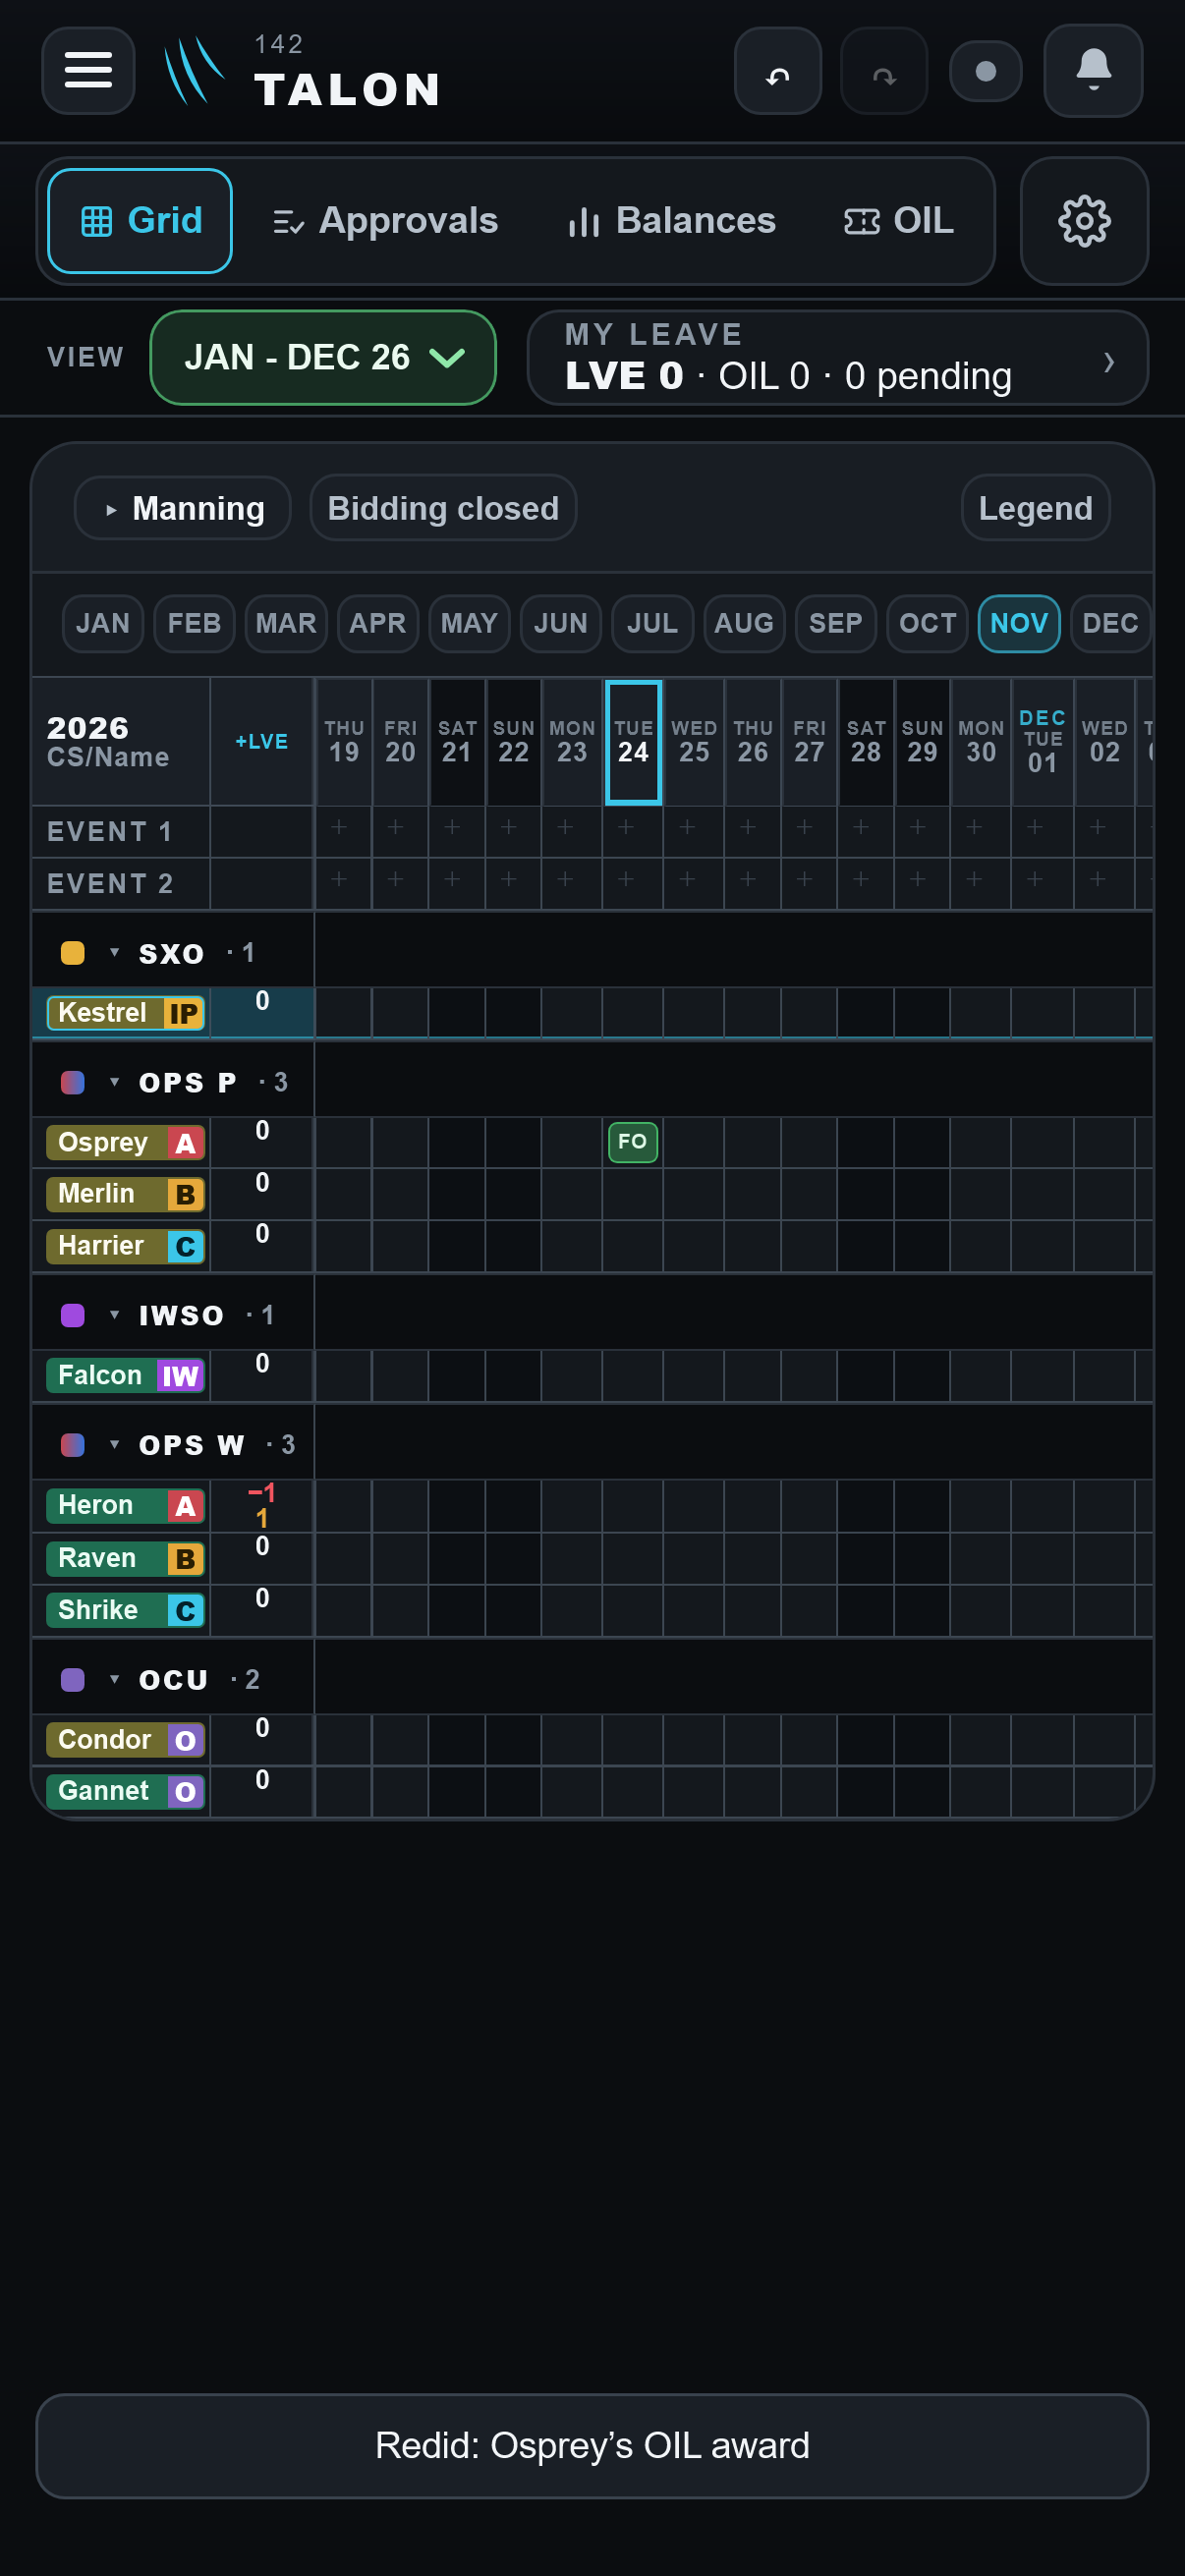 142
TALON
Grid
Approvals
Balances
OIL
VIEW
JAN - DEC 26
MY LEAVE
LVE 0 · OIL 0 · 0 pending
Manning
Bidding closed
Legend
JAN FEB MAR APR MAY JUN JUL AUG SEP OCT NOV DEC
2026
CS/Name
+LVE
THU 19
FRI 20
SAT 21
SUN 22
MON 23
TUE 24
WED 25
THU 26
FRI 27
SAT 28
SUN 29
MON 30
DEC TUE 01
WED 02
EVENT 1 + + + + + + + + + + + + + +
EVENT 2 + + + + + + + + + + + + + +
SXO · 1
Kestrel IP 0
OPS P · 3
Osprey A 0 FO
Merlin B 0
Harrier C 0
IWSO · 1
Falcon IW 0
OPS W · 3
Heron A −1 1
Raven B 0
Shrike C 0
OCU · 2
Condor O 0
Gannet O 0
Redid: Osprey’s OIL award